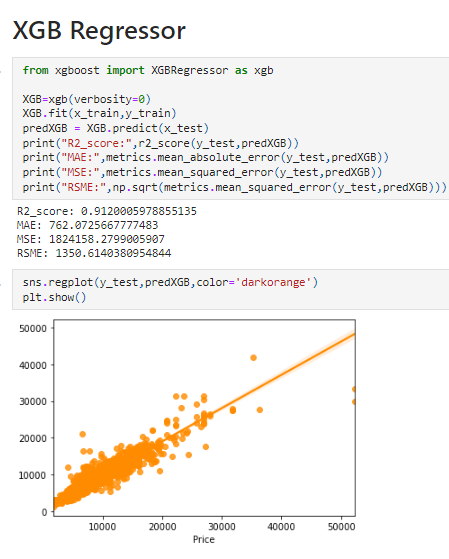 XGB Regressor
from xgboost import XGBRegressor as xgb
XGB=xgb(verbosity=0)
XGB.fit(x_train,y_train)
predXGB = XGB.predict(x_test)
print("R2_score:",r2_score(y_test,predXGB))
print("MAE:",metrics.mean_absolute_error(y_test,predXGB))
print("MSE:",metrics.mean_squared_error(y_test,predXGB))
print("RSME:",np.sqrt(metrics.mean_squared_error(y_test,predXGB)))
R2_score: 0.9120005978855135
MAE: 762.0725667777483
MSE: 1824158.2799005907
RSME: 1350.6140380954844
sns.regplot(y_test,predXGB,color='darkorange')
plt.show()
50000
40000
30000
20000
10000
0
10000 20000 30000 40000 50000
Price